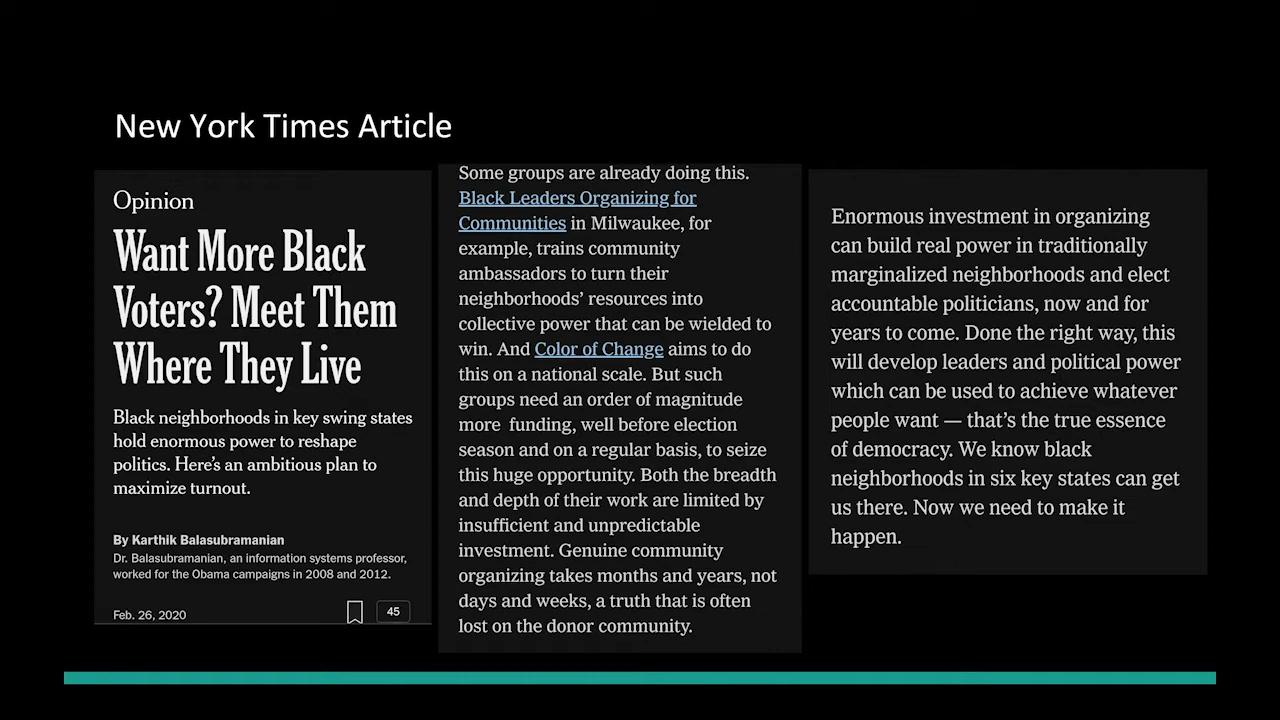 New York Times Article
Opinion
Want More Black
Voters? Meet Them
Where They Live
Black neighborhoods in key swing states
hold enormous power to reshape
politics. Here’s an ambitious plan to
maximize turnout.
By Karthik Balasubramanian
Dr. Balasubramanian, an information systems professor,
worked for the Obama campaigns in 2008 and 2012.
Feb. 26, 2020
45
Some groups are already doing this.
Black Leaders Organizing for
Communities in Milwaukee, for
example, trains community
ambassadors to turn their
neighborhoods’ resources into
collective power that can be wielded to
win. And Color of Change aims to do
this on a national scale. But such
groups need an order of magnitude
more funding, well before election
season and on a regular basis, to seize
this huge opportunity. Both the breadth
and depth of their work are limited by
insufficient and unpredictable
investment. Genuine community
organizing takes months and years, not
days and weeks, a truth that is often
lost on the donor community.
Enormous investment in organizing
can build real power in traditionally
marginalized neighborhoods and elect
accountable politicians, now and for
years to come. Done the right way, this
will develop leaders and political power
which can be used to achieve whatever
people want — that’s the true essence
of democracy. We know black
neighborhoods in six key states can get
us there. Now we need to make it
happen.